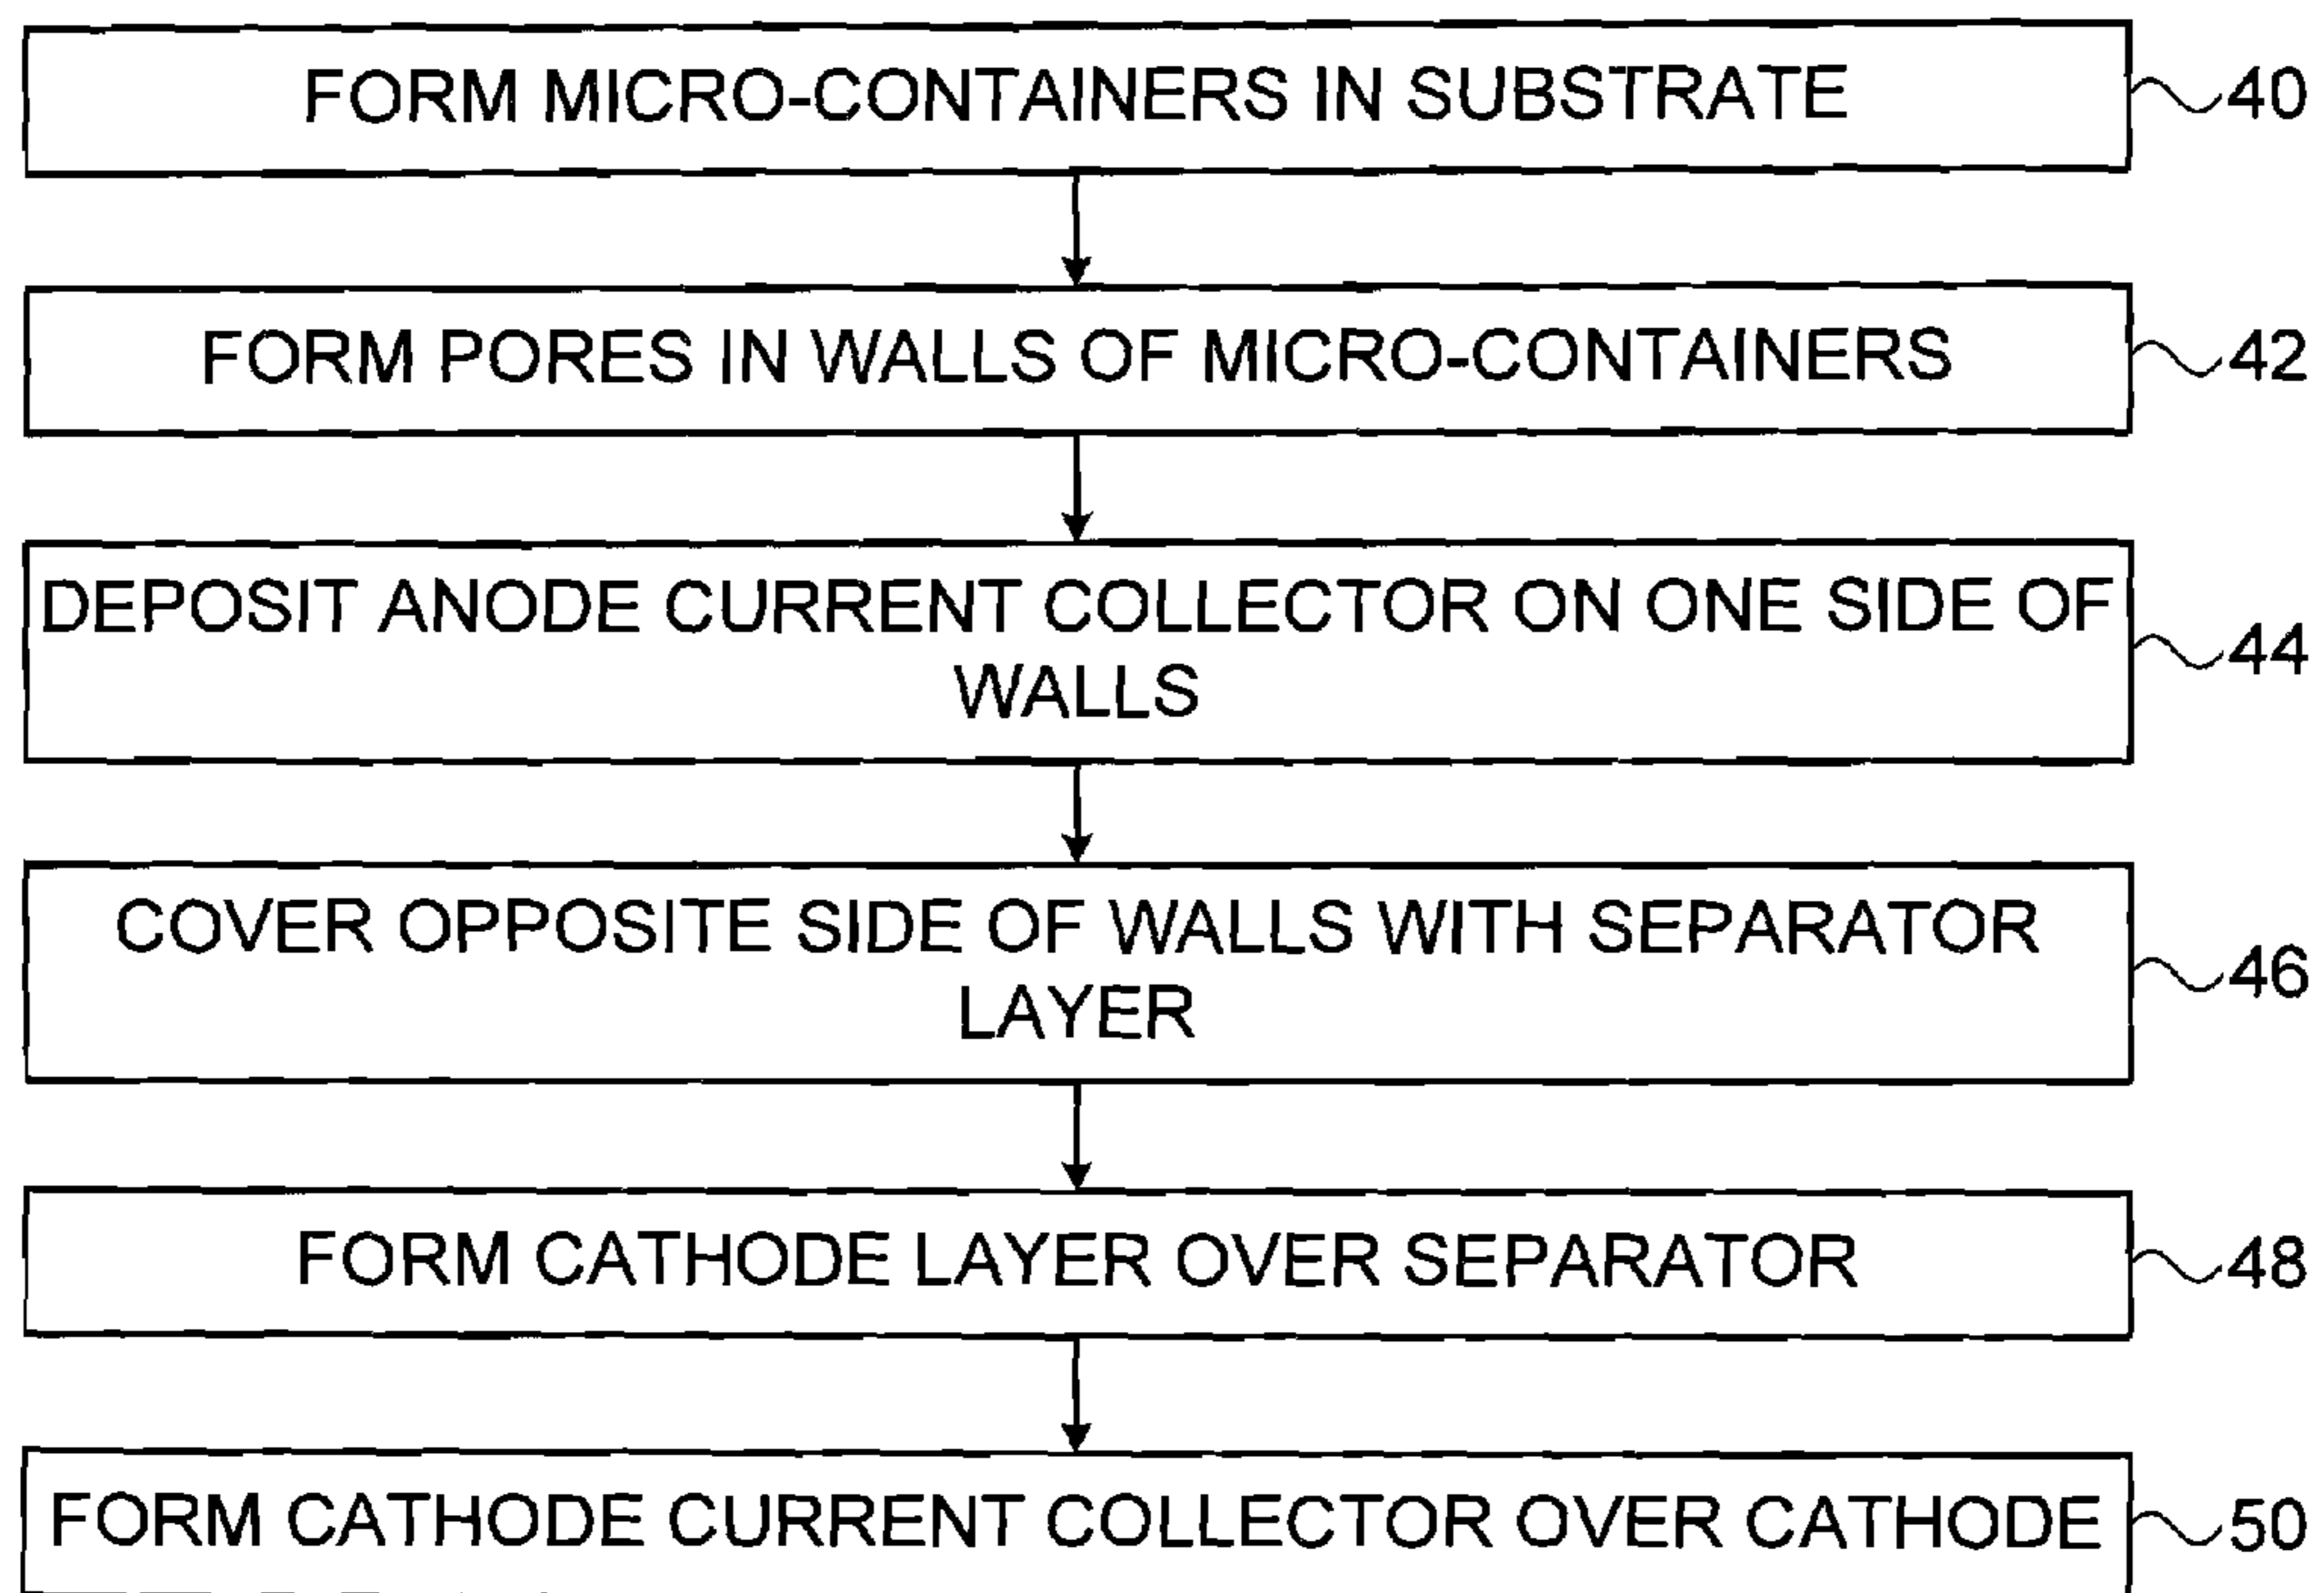 FORM MICRO-CONTAINERS IN SUBSTRATE
40
FORM PORES IN WALLS OF MICRO-CONTAINERS
42
DEPOSIT ANODE CURRENT COLLECTOR ON ONE SIDE OF
WALLS
44
COVER OPPOSITE SIDE OF WALLS WITH SEPARATOR
LAYER
46
FORM CATHODE LAYER OVER SEPARATOR
48
FORM CATHODE CURRENT COLLECTOR OVER CATHODE
50